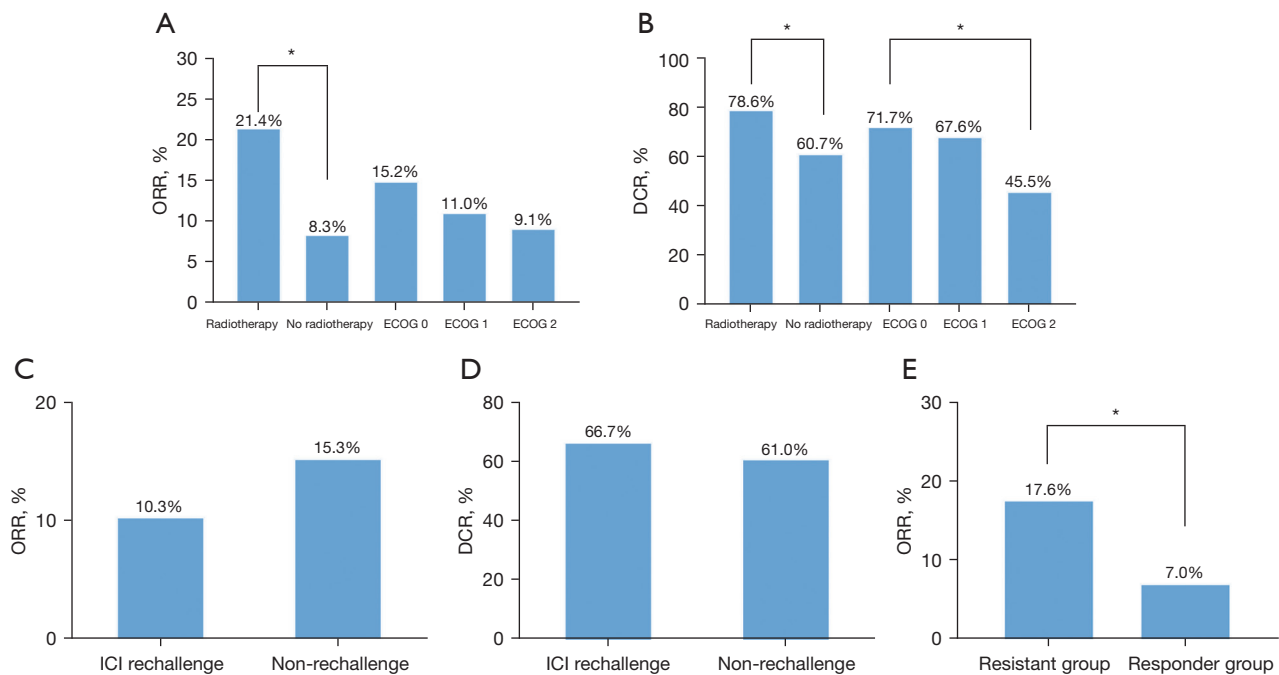 A
ORR, %
30
25
20
15
10
5
0
*
21.4%
8.3%
15.2%
11.0%
9.1%
Radiotherapy
No radiotherapy
ECOG 0
ECOG 1
ECOG 2
B
DCR, %
100
80
60
40
20
0
*
*
78.6%
60.7%
71.7%
67.6%
45.5%
Radiotherapy
No radiotherapy
ECOG 0
ECOG 1
ECOG 2
C
ORR, %
20
10
0
10.3%
15.3%
ICI rechallenge
Non-rechallenge
D
DCR, %
80
60
40
20
0
66.7%
61.0%
ICI rechallenge
Non-rechallenge
E
ORR, %
30
20
10
0
*
17.6%
7.0%
Resistant group
Responder group